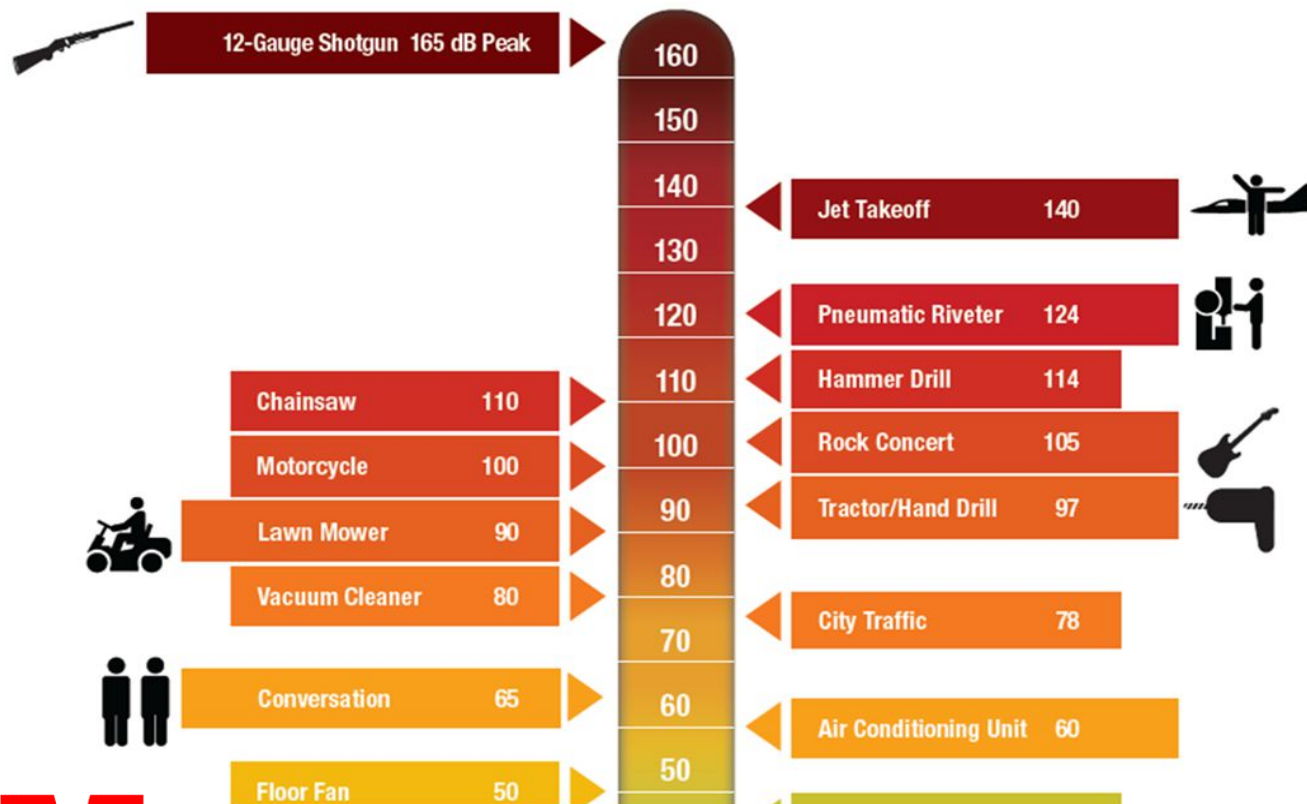 12-Gauge Shotgun 165 dB Peak
160
150
140
Jet Takeoff 140
130
120
Pneumatic Riveter 124
110
Hammer Drill 114
Chainsaw 110
100
Rock Concert 105
Motorcycle 100
90
Tractor/Hand Drill 97
Lawn Mower 90
80
Vacuum Cleaner 80
City Traffic 78
70
Conversation 65
60
Air Conditioning Unit 60
50
Floor Fan 50